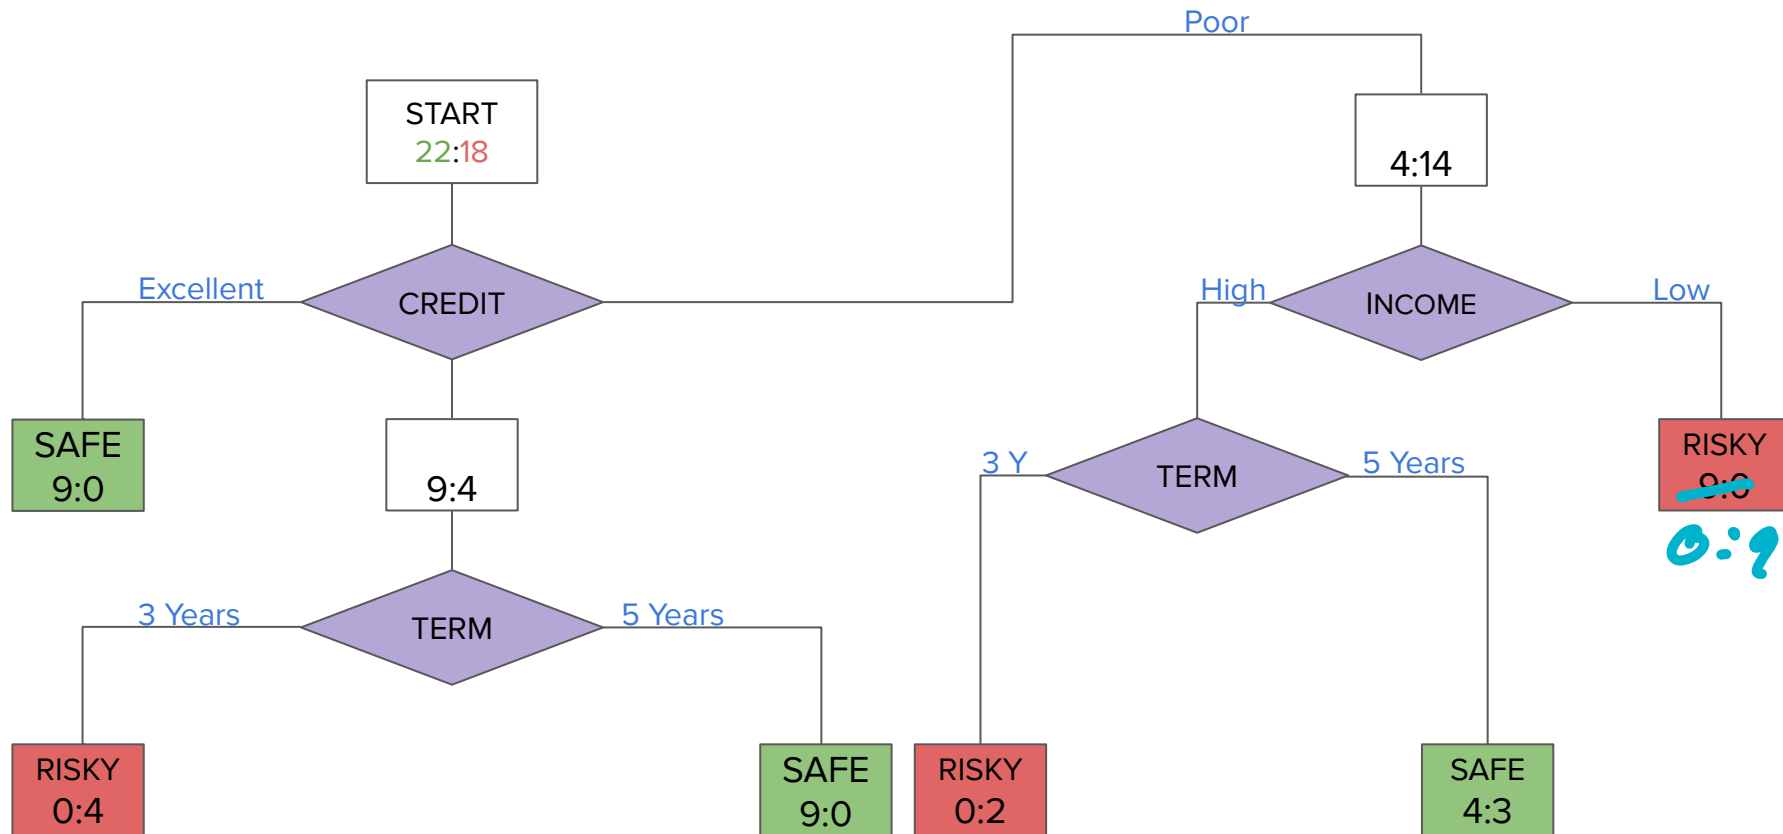 Poor
START
22:18
4:14
Excellent
CREDIT
High
INCOME
Low
SAFE
9:0
9:4
3 Y
TERM
5 Years
RISKY
9:0
0:9
3 Years
TERM
5 Years
RISKY
0:4
SAFE
9:0
RISKY
0:2
SAFE
4:3